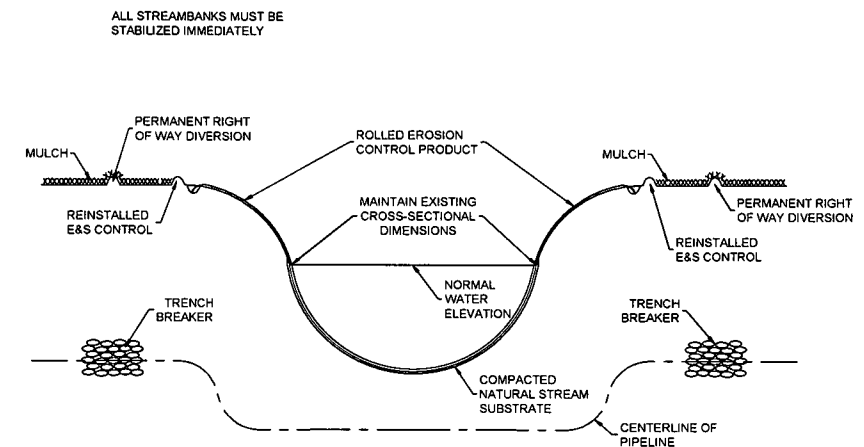 ALL STREAMBANKS MUST BE
STABILIZED IMMEDIATELY
PERMANENT RIGHT
OF WAY DIVERSION
MULCH
REINSTALLED
E&S CONTROL
ROLLED EROSION
CONTROL PRODUCT
MAINTAIN EXISTING
CROSS-SECTIONAL
DIMENSIONS
MULCH
PERMANENT RIGHT
OF WAY DIVERSION
REINSTALLED
E&S CONTROL
NORMAL
WATER
ELEVATION
TRENCH
BREAKER
TRENCH
BREAKER
COMPACTED
NATURAL STREAM
SUBSTRATE
CENTERLINE OF
PIPELINE